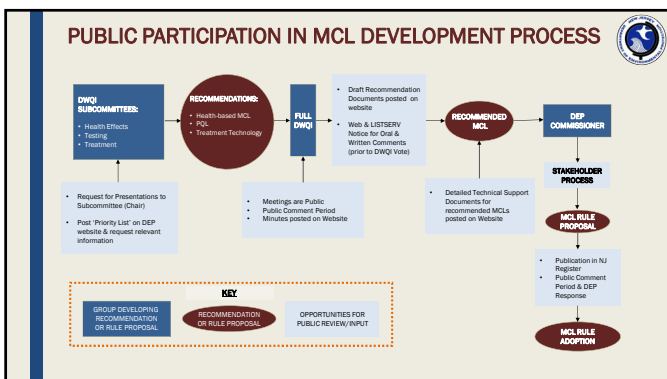 PUBLIC PARTICIPATION IN MCL DEVELOPMENT PROCESS
NEW JERSEY
DWQI
SUBCOMMITTEES:
• Health Effects
• Testing
• Treatment
RECOMMENDATIONS:
• Health-based MCL
• PQL
• Treatment Technology
FULL
DWQI
• Draft Recommendation
Documents posted on
website
• Web & LISTSERV
Notice for Oral &
Written Comments
(prior to DWQI Vote)
RECOMMENDED
MCL
DEP
COMMISSIONER
STAKEHOLDER
PROCESS
MCL RULE
PROPOSAL
• Publication in NJ
Register
• Public Comment
Period & DEP
Response
MCL RULE
ADOPTION
• Request for Presentations to
Subcommittee (Chair)
• Post 'Priority List' on DEP
website & request relevant
information
• Meetings are Public
• Public Comment Period
• Minutes posted on Website
• Detailed Technical Support
Documents for
recommended MCLs
posted on Website
KEY
GROUP DEVELOPING
RECOMMENDATION
OR RULE PROPOSAL
RECOMMENDATION
OR RULE PROPOSAL
OPPORTUNITIES FOR
PUBLIC REVIEW/INPUT